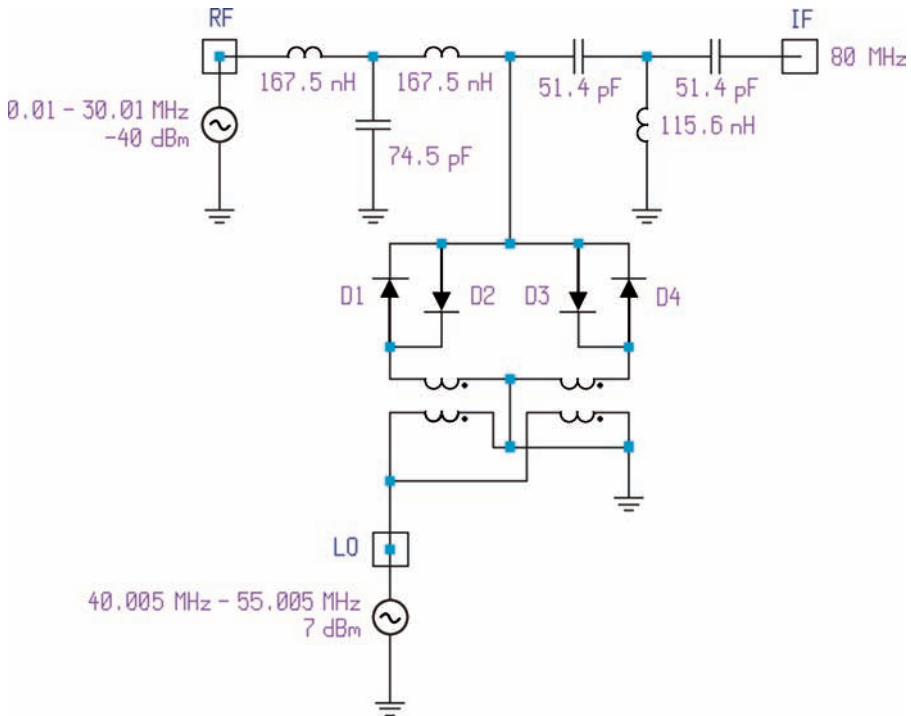 RF
IF
80 MHz
167.5 nH
167.5 nH
51.4 pF
51.4 pF
0.01 – 30.01 MHz
-40 dBm
115.6 nH
74.5 pF
D1
D2
D3
D4
LO
40.005 MHz – 55.005 MHz
7 dBm